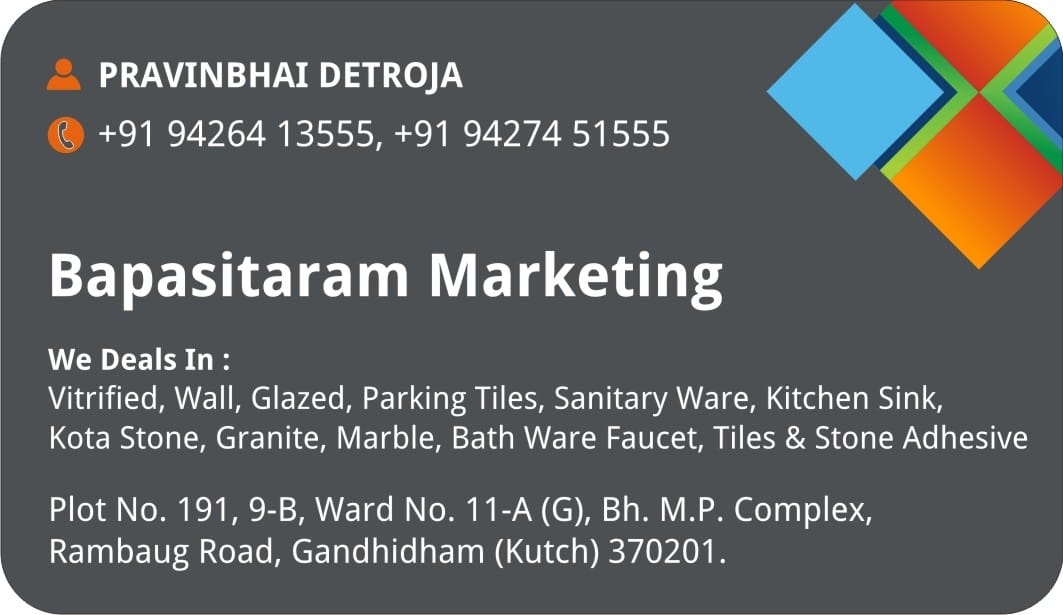 PRAVINBHAI DETROJA
+91 94264 13555, +91 94274 51555
Bapasitaram Marketing
We Deals In :
Vitrified, Wall, Glazed, Parking Tiles, Sanitary Ware, Kitchen Sink,
Kota Stone, Granite, Marble, Bath Ware Faucet, Tiles & Stone Adhesive
Plot No. 191, 9-B, Ward No. 11-A (G), Bh. M.P. Complex,
Rambaug Road, Gandhidham (Kutch) 370201.